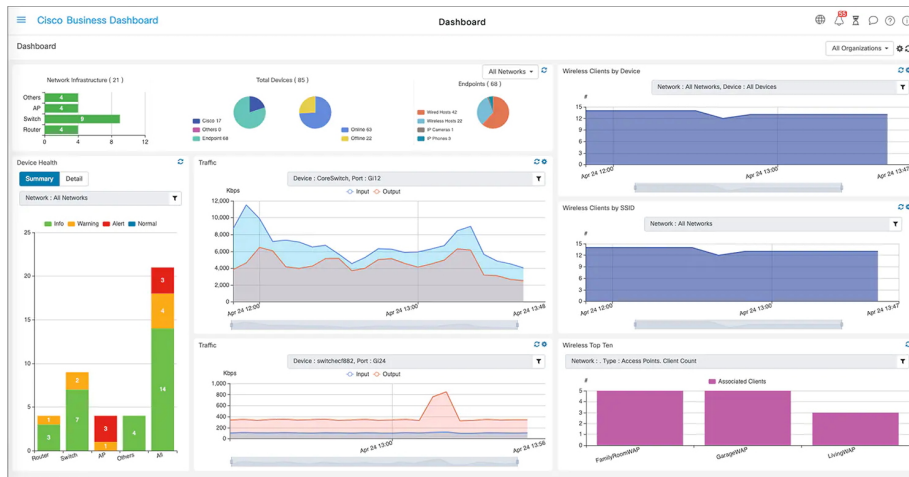 Cisco Business Dashboard
Dashboard
55
Dashboard
All Organizations
Network Infrastructure ( 21 )
Others 4
AP 4
Switch 9
Router 4
0 4 8 12
Total Devices ( 85 )
Cisco 17
Others 0
Endpoint 68
Online 63
Offline 22
All Networks
Endpoints ( 68 )
Wired Hosts 42
Wireless Hosts 22
IP Cameras 1
IP Phones 3
Wireless Clients by Device
Network : All Networks, Device : All Devices
#
15
12
9
6
3
0
Apr 24 12:00 Apr 24 13:00 Apr 24 13:47
Device Health
Summary Detail
Network : All Networks
Info Warning Alert Normal
25
20
15
10
5
0
1
3
2
7
3
1
4
3
4
14
Router Switch AP Others All
Traffic
Device : CoreSwitch, Port : Gi12
Input Output
Kbps
12,000
10,000
8,000
6,000
4,000
2,000
0
Apr 24 12:00 Apr 24 13:00 Apr 24 13:48
Wireless Clients by SSID
Network : All Networks
#
15
12
9
6
3
0
Apr 24 12:00 Apr 24 13:00 Apr 24 13:47
Traffic
Device : switchecf882, Port : Gi24
Input Output
Kbps
1,000
800
600
400
200
0
Apr 24 13:00 Apr 24 13:56
Wireless Top Ten
Network : . Type : Access Points. Client Count
#
Associated Clients
5
4
3
2
1
0
FamilyRoomWAP GarageWAP LivingWAP